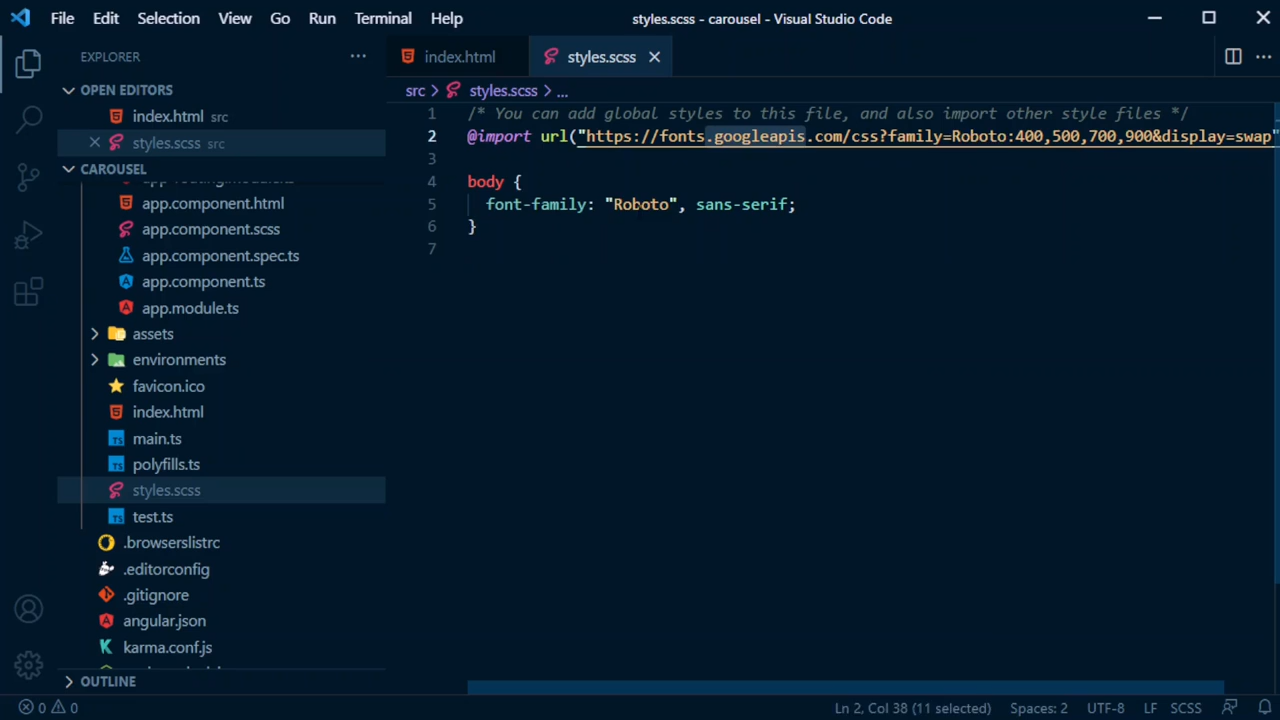 File Edit Selection View Go Run Terminal Help styles.scss - carousel - Visual Studio Code
EXPLORER
OPEN EDITORS
index.html src
styles.scss src
CAROUSEL
app-routing.module.ts
app.component.html
app.component.scss
app.component.spec.ts
app.component.ts
app.module.ts
assets
environments
favicon.ico
index.html
main.ts
polyfills.ts
styles.scss
test.ts
.browserslistrc
.editorconfig
.gitignore
angular.json
karma.conf.js
OUTLINE
index.html styles.scss
src > styles.scss > ...
1 /* You can add global styles to this file, and also import other style files */
2 @import url("https://fonts.googleapis.com/css?family=Roboto:400,500,700,900&display=swap"
3
4 body {
5 font-family: "Roboto", sans-serif;
6 }
7
0 0 Ln 2, Col 38 (11 selected) Spaces: 2 UTF-8 LF SCSS